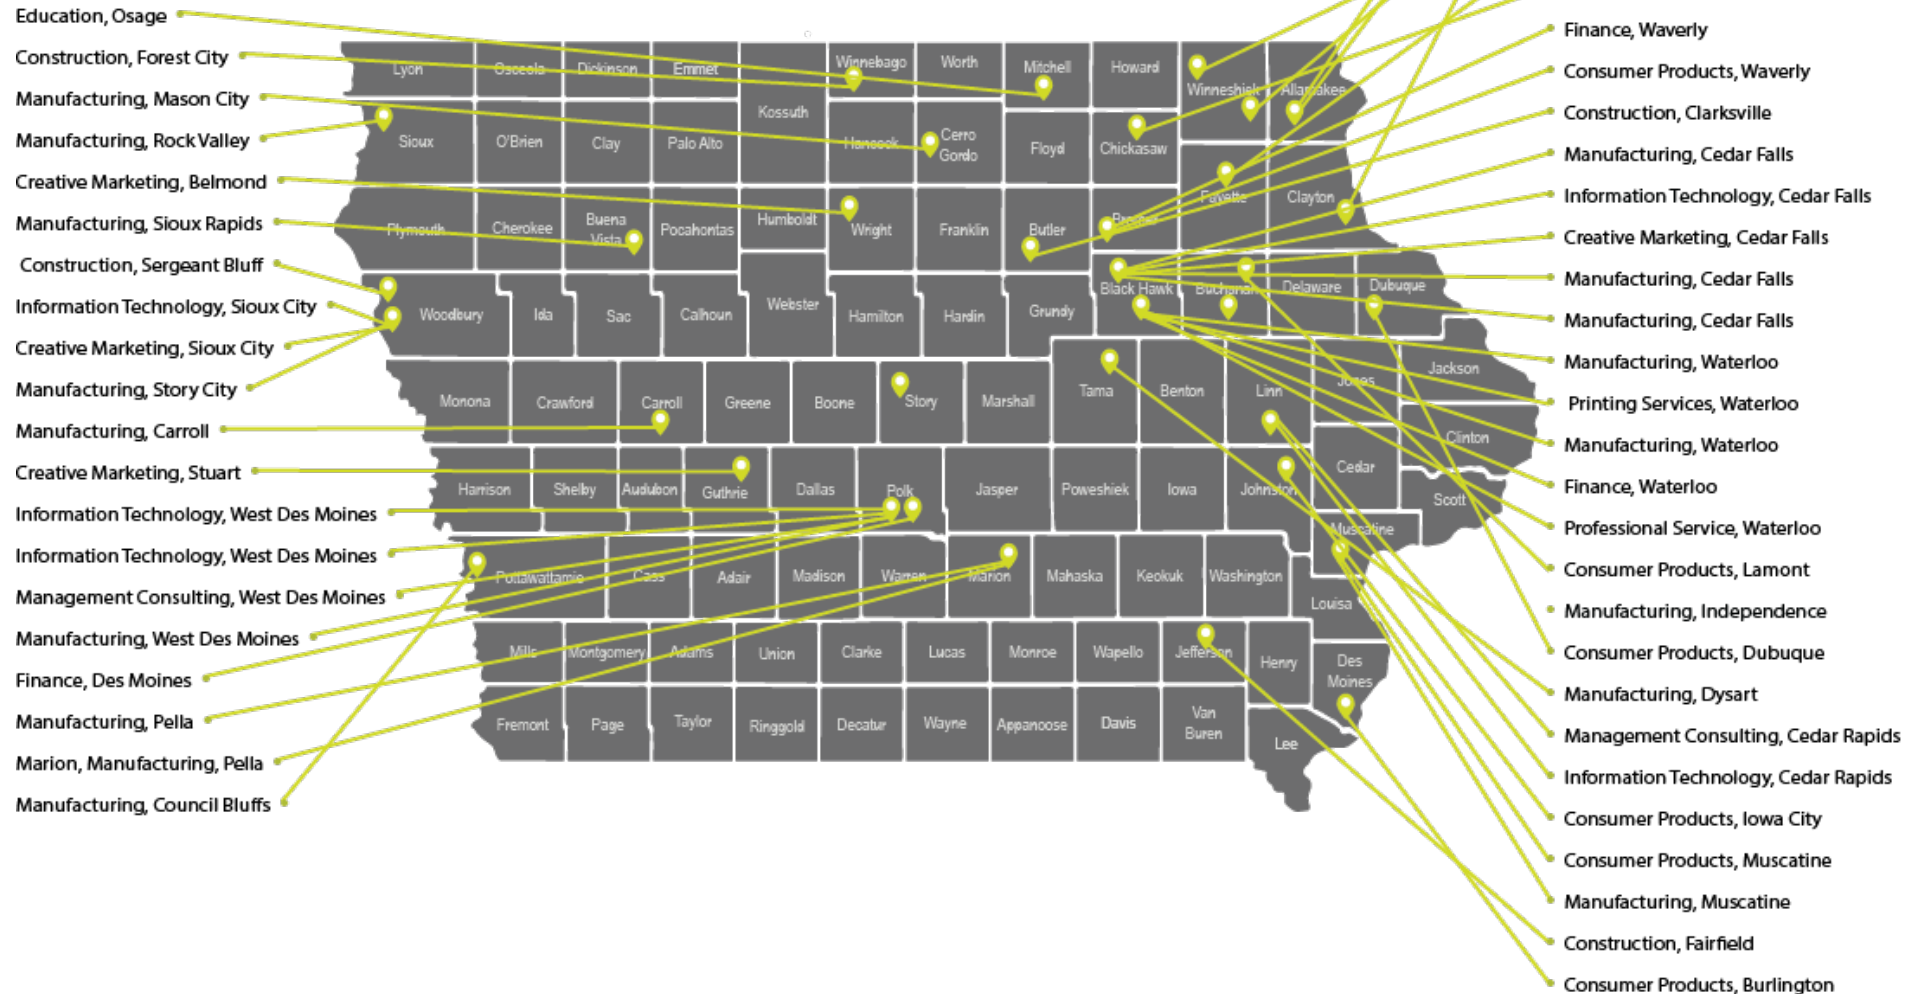 Education, Osage
Construction, Forest City
Manufacturing, Mason City
Manufacturing, Rock Valley
Creative Marketing, Belmond
Manufacturing, Sioux Rapids
Construction, Sergeant Bluff
Information Technology, Sioux City
Creative Marketing, Sioux City
Manufacturing, Story City
Manufacturing, Carroll
Creative Marketing, Stuart
Information Technology, West Des Moines
Information Technology, West Des Moines
Management Consulting, West Des Moines
Manufacturing, West Des Moines
Finance, Des Moines
Manufacturing, Pella
Marion, Manufacturing, Pella
Manufacturing, Council Bluffs
Lyon
Osceola
Dickinson
Emmet
Kossuth
Winnebago
Worth
Mitchell
Howard
Winneshiek
Allamakee
Sioux
O'Brien
Clay
Palo Alto
Hancock
Cerro
Gordo
Floyd
Chickasaw
Plymouth
Cherokee
Buena
Vista
Pocahontas
Humboldt
Wright
Franklin
Butler
Bremer
Fayette
Clayton
Woodbury
Ida
Sac
Calhoun
Webster
Hamilton
Hardin
Grundy
Black Hawk
Buchanan
Delaware
Dubuque
Monona
Crawford
Carroll
Greene
Boone
Story
Marshall
Tama
Benton
Linn
Jones
Jackson
Clinton
Harrison
Shelby
Audubon
Guthrie
Dallas
Polk
Jasper
Poweshiek
Iowa
Johnston
Cedar
Scott
Muscatine
Pottawattamie
Cass
Adair
Madison
Warren
Marion
Mahaska
Keokuk
Washington
Louisa
Mills
Montgomery
Adams
Union
Clarke
Lucas
Monroe
Wapello
Jefferson
Henry
Des
Moines
Fremont
Page
Taylor
Ringgold
Decatur
Wayne
Appanoose
Davis
Van
Buren
Lee
Finance, Waverly
Consumer Products, Waverly
Construction, Clarksville
Manufacturing, Cedar Falls
Information Technology, Cedar Falls
Creative Marketing, Cedar Falls
Manufacturing, Cedar Falls
Manufacturing, Cedar Falls
Manufacturing, Waterloo
Printing Services, Waterloo
Manufacturing, Waterloo
Finance, Waterloo
Professional Service, Waterloo
Consumer Products, Lamont
Manufacturing, Independence
Consumer Products, Dubuque
Manufacturing, Dysart
Management Consulting, Cedar Rapids
Information Technology, Cedar Rapids
Consumer Products, Iowa City
Consumer Products, Muscatine
Manufacturing, Muscatine
Construction, Fairfield
Consumer Products, Burlington